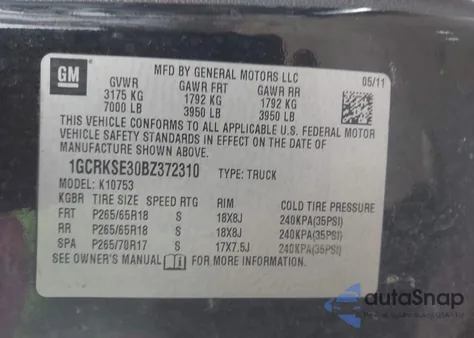 GM
MFD BY GENERAL MOTORS LLC
05/11
GVWR GAWR FRT GAWR RR
3175 KG 1792 KG 1792 KG
7000 LB 3950 LB 3950 LB
THIS VEHICLE CONFORMS TO ALL APPLICABLE U.S. FEDERAL MOTOR
VEHICLE SAFETY STANDARDS IN EFFECT ON THE DATE OF
MANUFACTURE SHOWN ABOVE.
1GCRKSE30BZ372310 TYPE: TRUCK
MODEL: K10753
KGBR TIRE SIZE SPEED RTG RIM COLD TIRE PRESSURE
FRT P265/65R18 S 18X8J 240KPA(35PSI)
RR P265/65R18 S 18X8J 240KPA(35PSI)
SPA P265/70R17 S 17X7.5J 240KPA(35PSI)
SEE OWNER'S MANUAL FOR MORE INFORMATION.
autaSnap